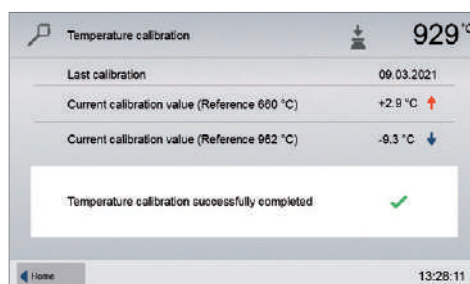 Temperature calibration 929 °C
Last calibration 09.03.2021
Current calibration value (Reference 660 °C) +2.9 °C
Current calibration value (Reference 962 °C) -9.3 °C
Temperature calibration successfully completed
Home 13:28:11